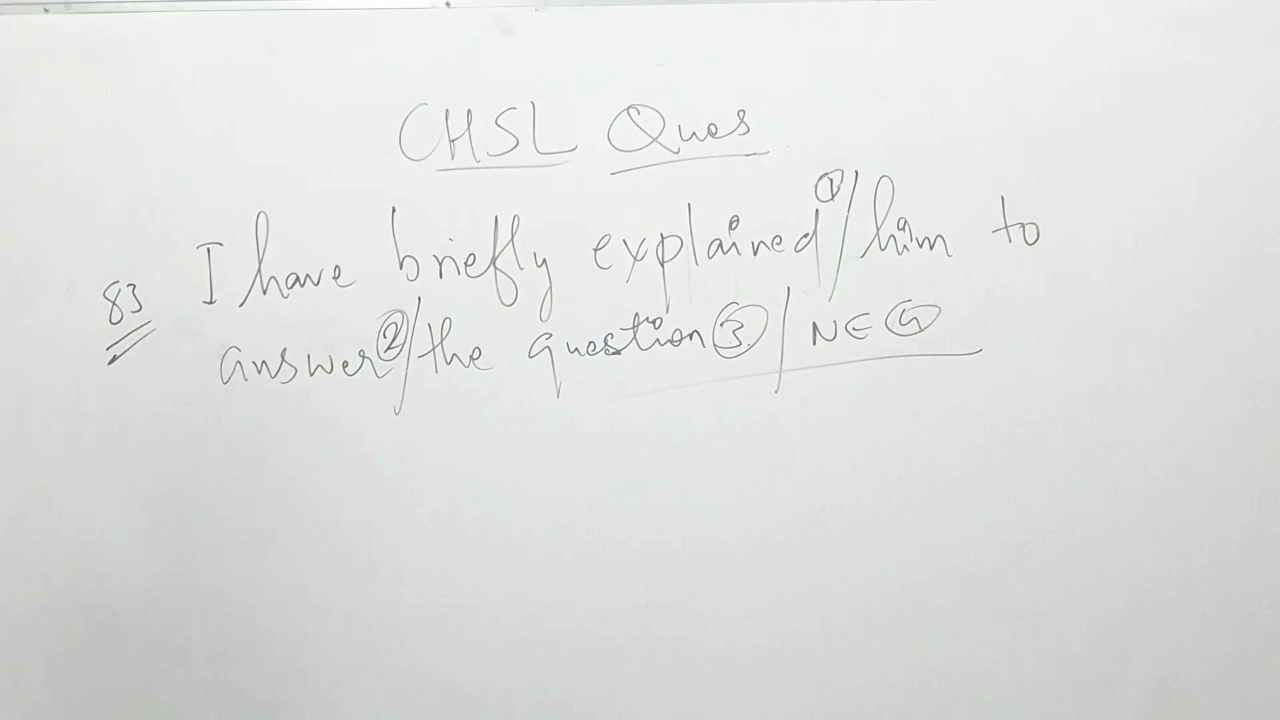 CHSL Ques
83 I have briefly explained ① / him to
answer ② / the question ③ / NE ④